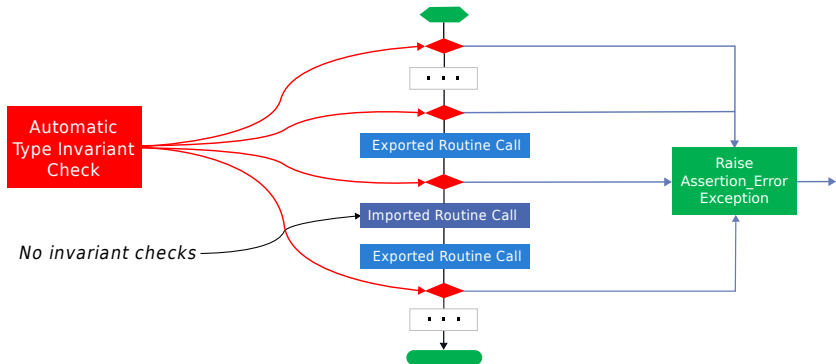 . . .
Automatic
Type Invariant
Check
Exported Routine Call
Raise
Assertion_Error
Exception
Imported Routine Call
No invariant checks
Exported Routine Call
. . .